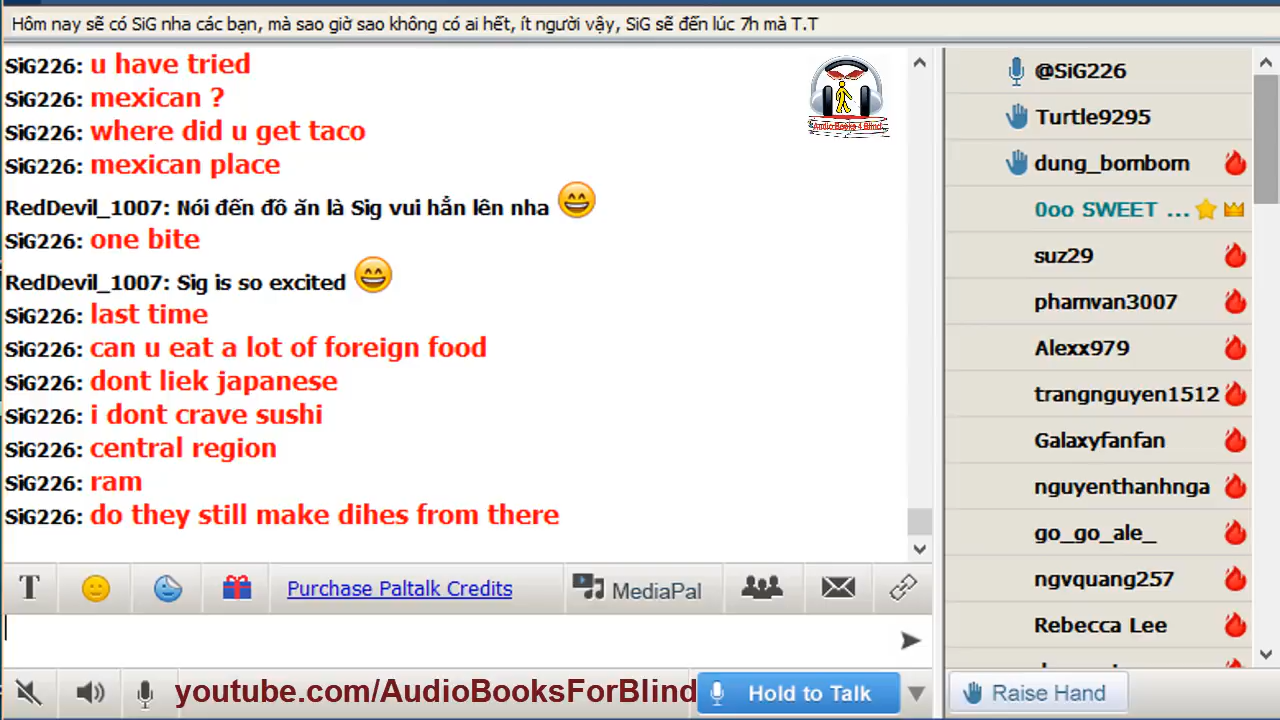 Hôm nay sẽ có SiG nha các bạn, mà sao giờ sao không có ai hết, ít người vậy, SiG sẽ đến lúc 7h mà T.T
SiG226: u have tried
SiG226: mexican ?
SiG226: where did u get taco
SiG226: mexican place
RedDevil_1007: Nói đến đồ ăn là Sig vui hẳn lên nha
SiG226: one bite
RedDevil_1007: Sig is so excited
SiG226: last time
SiG226: can u eat a lot of foreign food
SiG226: dont liek japanese
SiG226: i dont crave sushi
SiG226: central region
SiG226: ram
SiG226: do they still make dihes from there
AudioBooks 4 Blind
@SiG226
Turtle9295
dung_bombom
0oo SWEET ...
suz29
phamvan3007
Alexx979
trangnguyen1512
Galaxyfanfan
nguyenthanhnga
go_go_ale_
ngvquang257
Rebecca Lee
T
Purchase Paltalk Credits
MediaPal
youtube.com/AudioBooksForBlind
Hold to Talk
Raise Hand